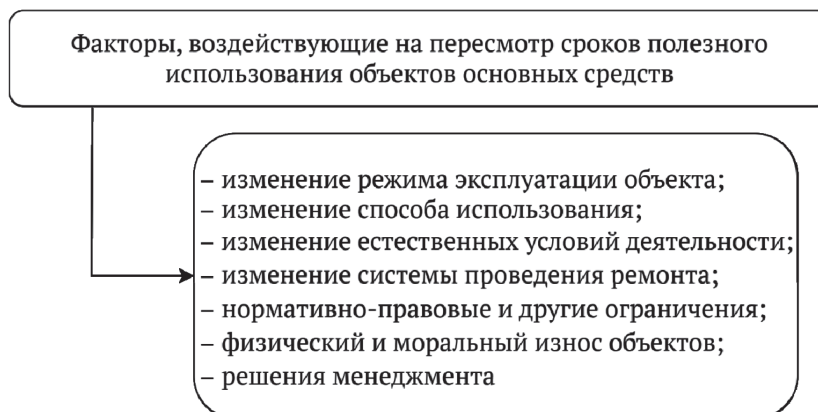 Факторы, воздействующие на пересмотр сроков полезного
использования объектов основных средств
– изменение режима эксплуатации объекта;
– изменение способа использования;
– изменение естественных условий деятельности;
– изменение системы проведения ремонта;
– нормативно-правовые и другие ограничения;
– физический и моральный износ объектов;
– решения менеджмента